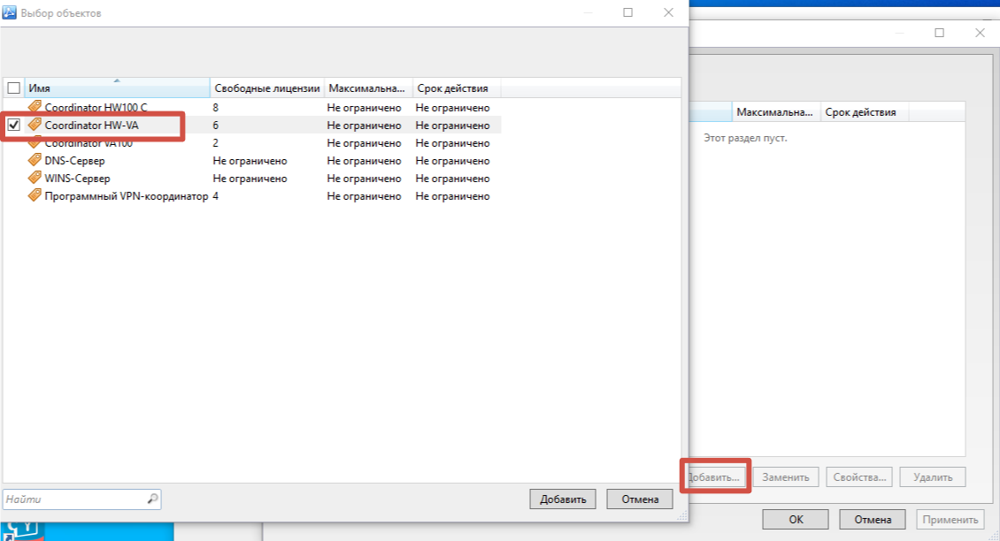 Выбор объектов
Имя Свободные лицензии Максимальна... Срок действия
Coordinator HW100 C 8 Не ограничено Не ограничено
Coordinator HW-VA 6 Не ограничено Не ограничено
Coordinator VA100 2 Не ограничено Не ограничено
DNS-Сервер Не ограничено Не ограничено Не ограничено
WINS-Сервер Не ограничено Не ограничено Не ограничено
Программный VPN-координатор 4 Не ограничено Не ограничено
Найти
Добавить Отмена
Максимальна... Срок действия
Этот раздел пуст.
Добавить... Заменить Свойства... Удалить
OK Отмена Применить